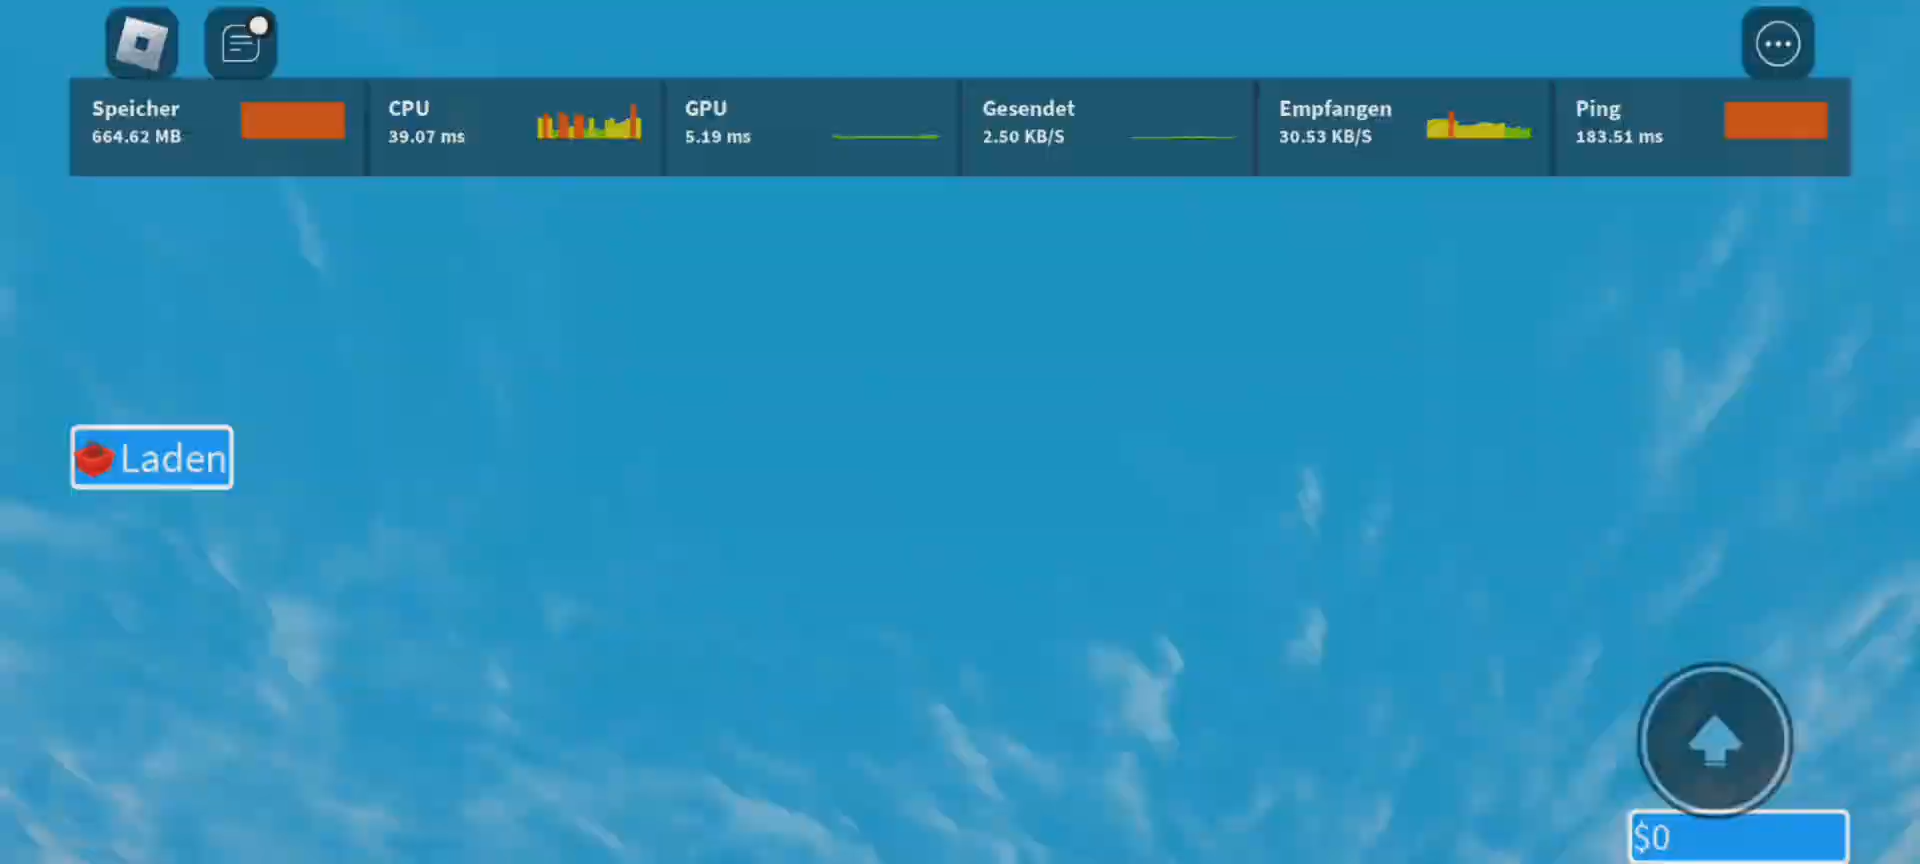 Speicher
664.62 MB
CPU
39.07 ms
GPU
5.19 ms
Gesendet
2.50 KB/S
Empfangen
30.53 KB/S
Ping
183.51 ms
Laden
$0